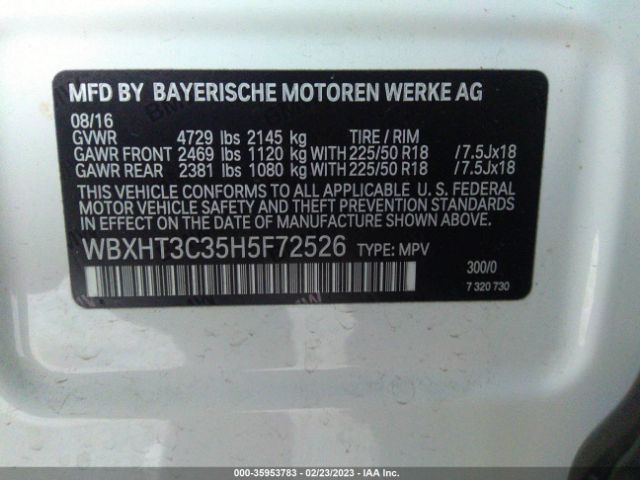 MFD BY BAYERISCHE MOTOREN WERKE AG
08/16
GVWR 4729 lbs 2145 kg TIRE / RIM
GAWR FRONT 2469 lbs 1120 kg WITH 225/50 R18 /7.5Jx18
GAWR REAR 2381 lbs 1080 kg WITH 225/50 R18 /7.5Jx18
THIS VEHICLE CONFORMS TO ALL APPLICABLE U. S. FEDERAL
MOTOR VEHICLE SAFETY AND THEFT PREVENTION STANDARDS
IN EFFECT ON THE DATE OF MANUFACTURE SHOWN ABOVE.
WBXHT3C35H5F72526 TYPE: MPV
300/0
7 320 730
000-35953783 - 02/23/2023 - IAA Inc.